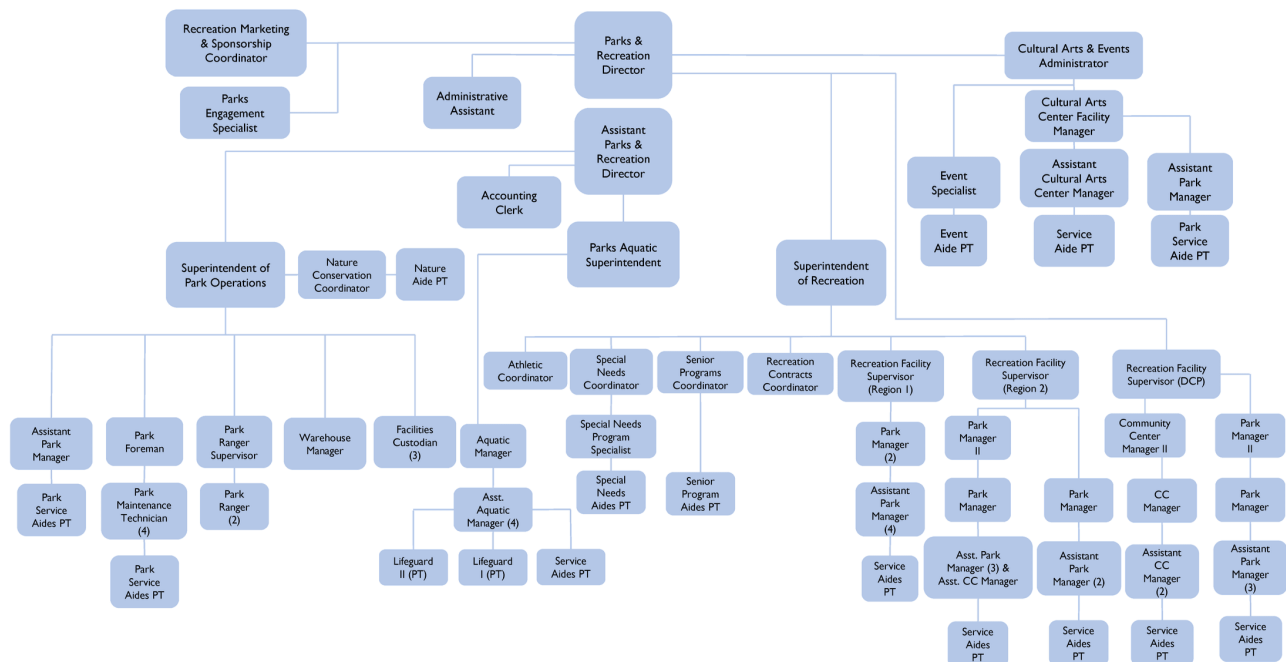 Recreation Marketing
& Sponsorship
Coordinator
Parks &
Recreation
Director
Cultural Arts & Events
Administrator
Parks
Engagement
Specialist
Administrative
Assistant
Cultural Arts
Center Facility
Manager
Assistant
Parks &
Recreation
Director
Accounting
Clerk
Event
Specialist
Assistant
Cultural Arts
Center Manager
Assistant
Park
Manager
Event
Aide PT
Service
Aide PT
Park
Service
Aide PT
Superintendent of
Park Operations
Nature
Conservation
Coordinator
Nature
Aide PT
Parks Aquatic
Superintendent
Superintendent
of Recreation
Athletic
Coordinator
Special
Needs
Coordinator
Senior
Programs
Coordinator
Recreation
Contracts
Coordinator
Recreation Facility
Supervisor
(Region 1)
Recreation Facility
Supervisor
(Region 2)
Recreation Facility
Supervisor (DCP)
Assistant
Park
Manager
Park
Foreman
Park
Ranger
Supervisor
Warehouse
Manager
Facilities
Custodian
(3)
Aquatic
Manager
Special Needs
Program
Specialist
Park
Manager
(2)
Park
Manager
II
Community
Center
Manager II
Park
Manager
II
Park
Service
Aides PT
Park
Maintenance
Technician
(4)
Park
Ranger
(2)
Asst.
Aquatic
Manager (4)
Special
Needs
Aides PT
Senior
Program
Aides PT
Assistant
Park
Manager
(4)
Park
Manager
Park
Manager
CC
Manager
Park
Manager
Park
Service
Aides PT
Lifeguard
II (PT)
Lifeguard
I (PT)
Service
Aides PT
Service
Aides
PT
Asst. Park
Manager (3) &
Asst. CC Manager
Assistant
Park
Manager (2)
Assistant
CC
Manager
(2)
Assistant
Park
Manager
(3)
Service
Aides
PT
Service
Aides
PT
Service
Aides
PT
Service
Aides
PT